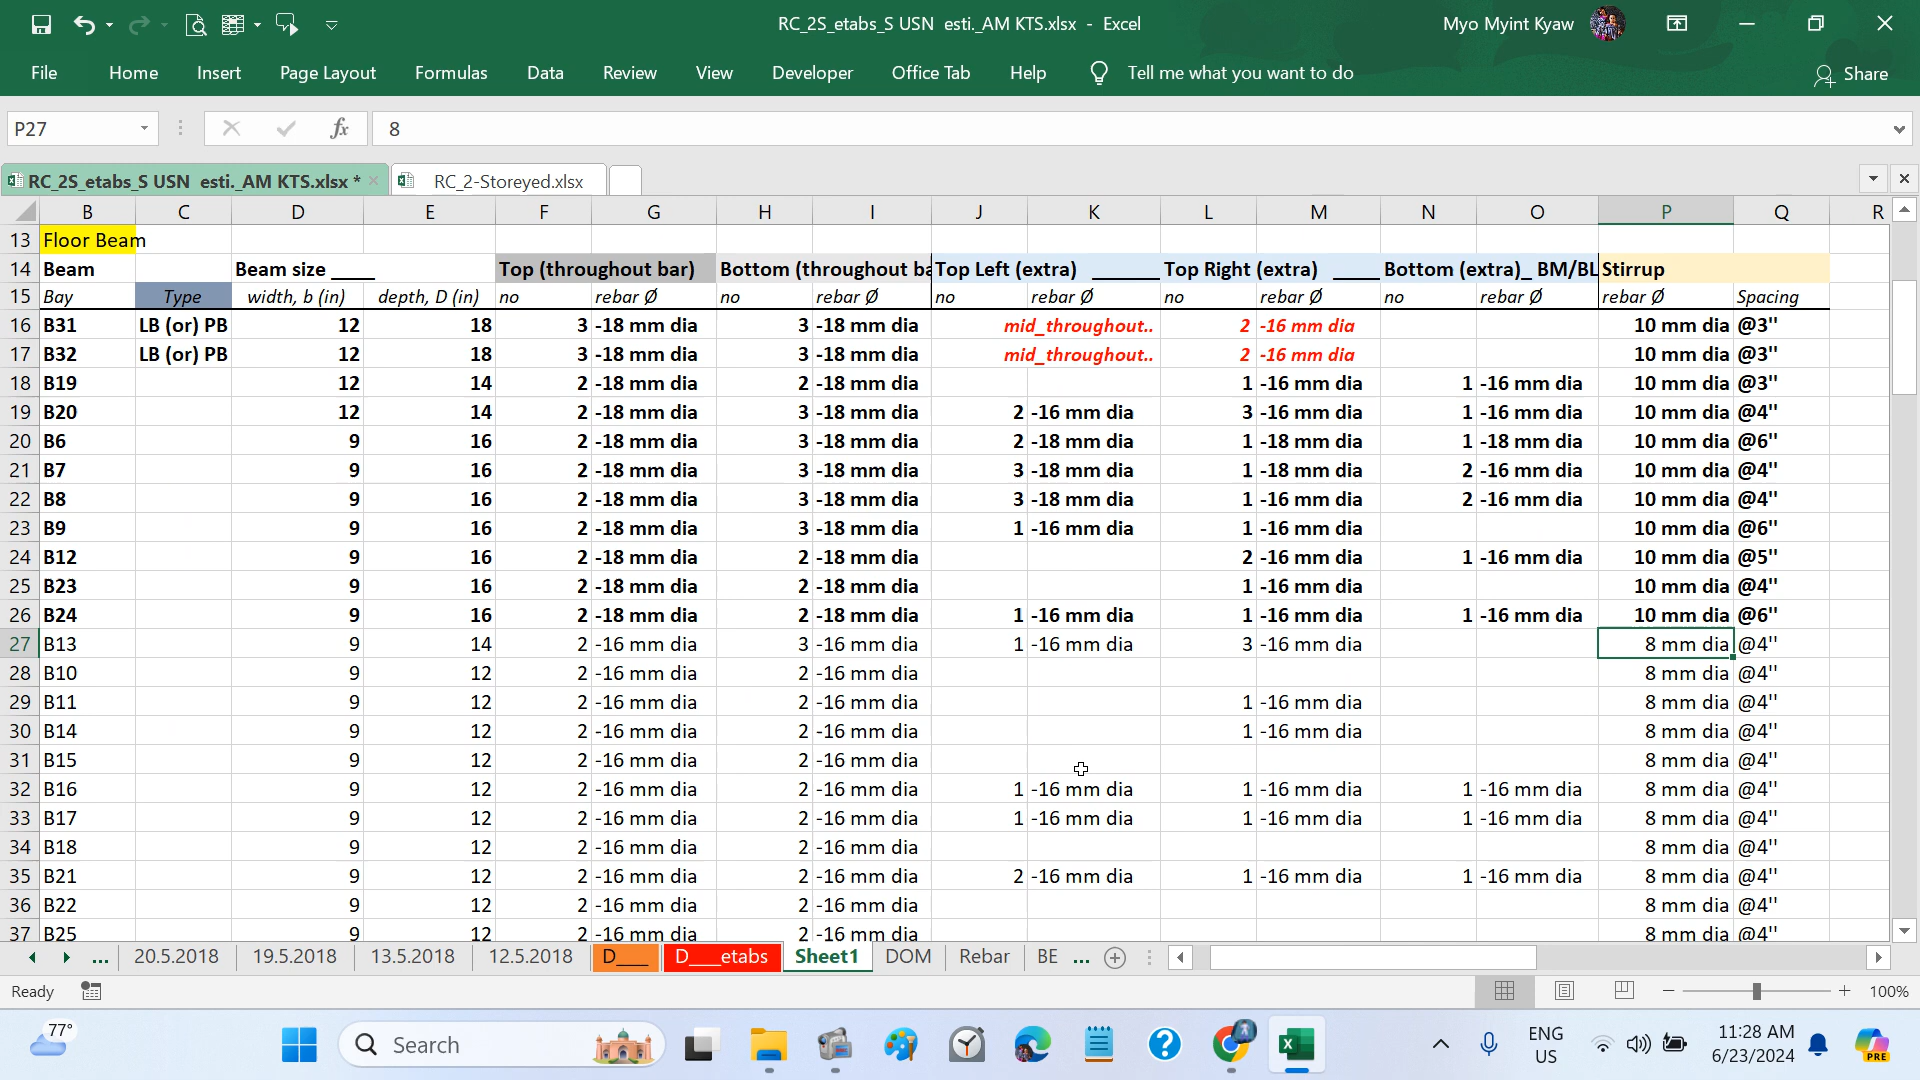 RC_2S_etabs_S USN esti._AM KTS.xlsx - Excel
Myo Myint Kyaw
File Home Insert Page Layout Formulas Data Review View Developer Office Tab Help Tell me what you want to do Share
P27 fx 8
RC_2S_etabs_S USN esti._AM KTS.xlsx * RC_2-Storeyed.xlsx
B C D E F G H I J K L M N O P Q R
13 Floor Beam
14 Beam Beam size ____ Top (throughout bar) Bottom (throughout ba Top Left (extra) ______ Top Right (extra) ____ Bottom (extra)_ BM/BL Stirrup
15 Bay Type width, b (in) depth, D (in) no rebar Ø no rebar Ø no rebar Ø no rebar Ø no rebar Ø rebar Ø Spacing
16 B31 LB (or) PB 12 18 3 -18 mm dia 3 -18 mm dia mid_throughout.. 2 -16 mm dia 10 mm dia @3"
17 B32 LB (or) PB 12 18 3 -18 mm dia 3 -18 mm dia mid_throughout.. 2 -16 mm dia 10 mm dia @3"
18 B19 12 14 2 -18 mm dia 2 -18 mm dia 1 -16 mm dia 1 -16 mm dia 10 mm dia @3"
19 B20 12 14 2 -18 mm dia 3 -18 mm dia 2 -16 mm dia 3 -16 mm dia 1 -16 mm dia 10 mm dia @4"
20 B6 9 16 2 -18 mm dia 3 -18 mm dia 2 -18 mm dia 1 -18 mm dia 1 -18 mm dia 10 mm dia @6"
21 B7 9 16 2 -18 mm dia 3 -18 mm dia 3 -18 mm dia 1 -18 mm dia 2 -16 mm dia 10 mm dia @4"
22 B8 9 16 2 -18 mm dia 3 -18 mm dia 3 -18 mm dia 1 -16 mm dia 2 -16 mm dia 10 mm dia @4"
23 B9 9 16 2 -18 mm dia 3 -18 mm dia 1 -16 mm dia 1 -16 mm dia 10 mm dia @6"
24 B12 9 16 2 -18 mm dia 2 -18 mm dia 2 -16 mm dia 1 -16 mm dia 10 mm dia @5"
25 B23 9 16 2 -18 mm dia 2 -18 mm dia 1 -16 mm dia 10 mm dia @4"
26 B24 9 16 2 -18 mm dia 2 -18 mm dia 1 -16 mm dia 1 -16 mm dia 1 -16 mm dia 10 mm dia @6"
27 B13 9 14 2 -16 mm dia 3 -16 mm dia 1 -16 mm dia 3 -16 mm dia 8 mm dia @4"
28 B10 9 12 2 -16 mm dia 2 -16 mm dia 8 mm dia @4"
29 B11 9 12 2 -16 mm dia 2 -16 mm dia 1 -16 mm dia 8 mm dia @4"
30 B14 9 12 2 -16 mm dia 2 -16 mm dia 1 -16 mm dia 8 mm dia @4"
31 B15 9 12 2 -16 mm dia 2 -16 mm dia 8 mm dia @4"
32 B16 9 12 2 -16 mm dia 2 -16 mm dia 1 -16 mm dia 1 -16 mm dia 1 -16 mm dia 8 mm dia @4"
33 B17 9 12 2 -16 mm dia 2 -16 mm dia 1 -16 mm dia 1 -16 mm dia 1 -16 mm dia 8 mm dia @4"
34 B18 9 12 2 -16 mm dia 2 -16 mm dia 8 mm dia @4"
35 B21 9 12 2 -16 mm dia 2 -16 mm dia 2 -16 mm dia 1 -16 mm dia 1 -16 mm dia 8 mm dia @4"
36 B22 9 12 2 -16 mm dia 2 -16 mm dia 8 mm dia @4"
37 B25 9 12 2 -16 mm dia 2 -16 mm dia 8 mm dia @4"
... 20.5.2018 19.5.2018 13.5.2018 12.5.2018 D___ D___etabs Sheet1 DOM Rebar BE ...
Ready 100%
77° Search ENG 11:28 AM
US 6/23/2024 PRE